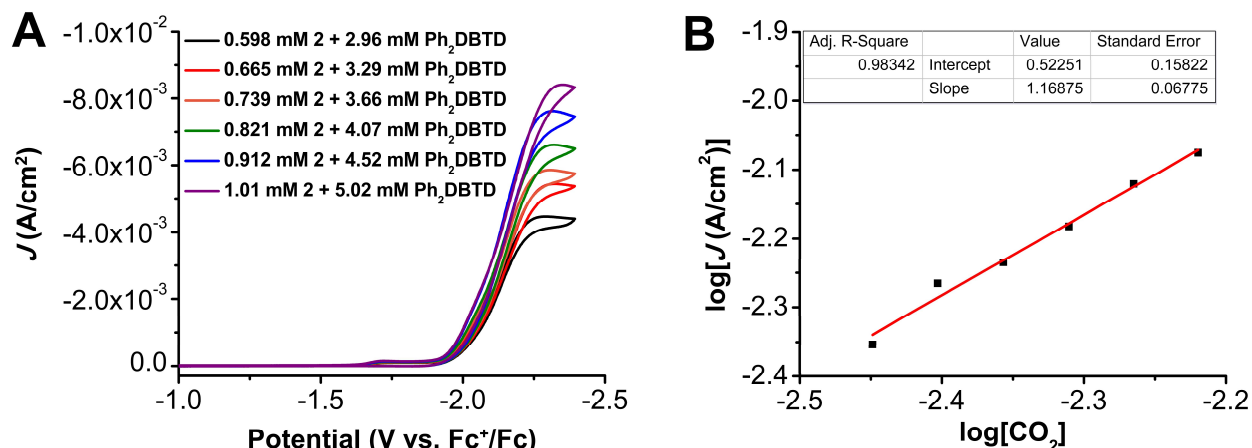 A
-1.0x10⁻²
-8.0x10⁻³
-6.0x10⁻³
-4.0x10⁻³
-2.0x10⁻³
0.0
J (A/cm²)
0.598 mM 2 + 2.96 mM Ph₂DBTD
0.665 mM 2 + 3.29 mM Ph₂DBTD
0.739 mM 2 + 3.66 mM Ph₂DBTD
0.821 mM 2 + 4.07 mM Ph₂DBTD
0.912 mM 2 + 4.52 mM Ph₂DBTD
1.01 mM 2 + 5.02 mM Ph₂DBTD
-1.0 -1.5 -2.0 -2.5
Potential (V vs. Fc⁺/Fc)
B
-1.9
-2.0
-2.1
-2.2
-2.3
-2.4
log[J (A/cm²)]
Adj. R-Square Value Standard Error
0.98342 Intercept 0.52251 0.15822
Slope 1.16875 0.06775
-2.5 -2.4 -2.3 -2.2
log[CO₂]